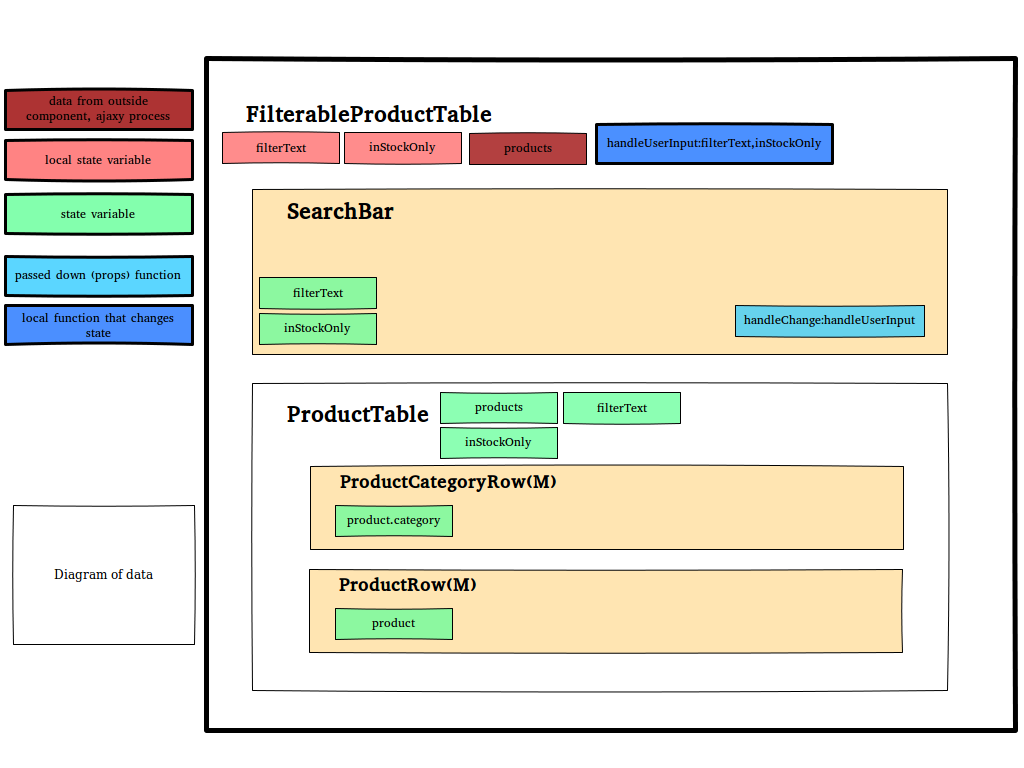 data from outside
component, ajaxy process
local state variable
state variable
passed down (props) function
local function that changes
state
Diagram of data
FilterableProductTable
filterText
inStockOnly
products
handleUserInput:filterText,inStockOnly
SearchBar
filterText
inStockOnly
handleChange:handleUserInput
ProductTable
products
filterText
inStockOnly
ProductCategoryRow(M)
product.category
ProductRow(M)
product